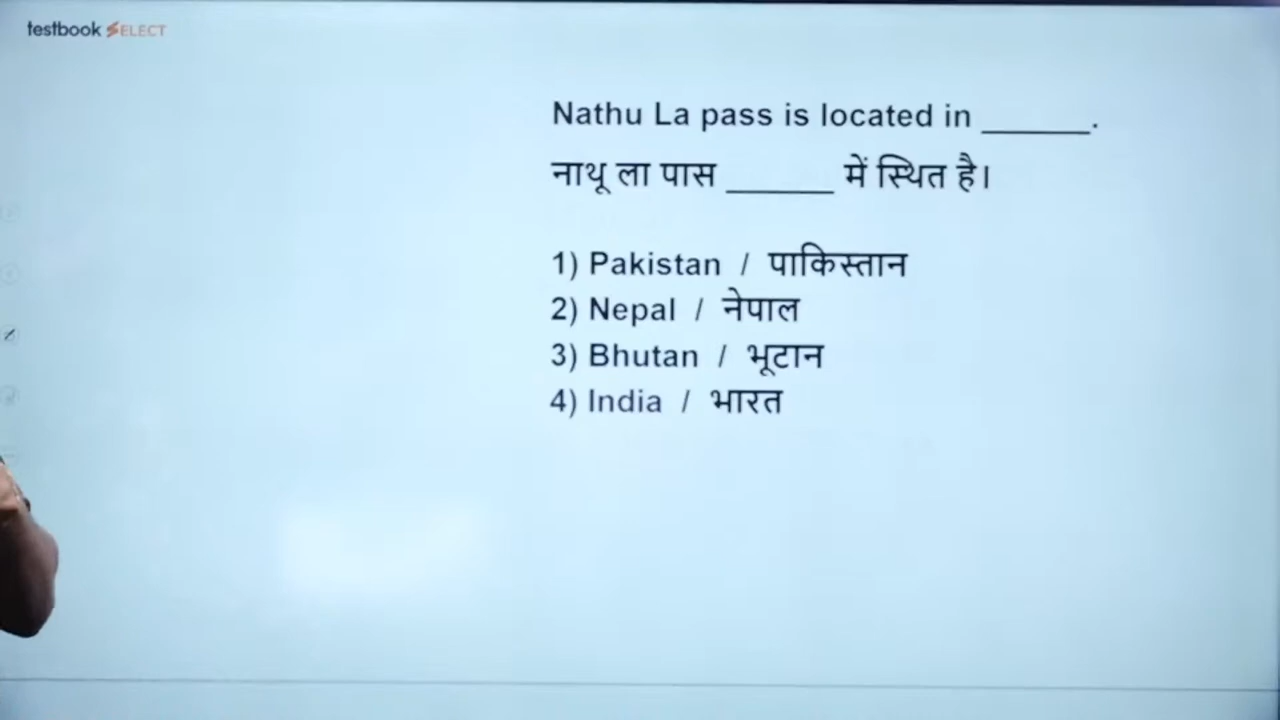 testbook SELECT
Nathu La pass is located in ______.
नाथू ला पास ______ में स्थित है।
1) Pakistan / पाकिस्तान
2) Nepal / नेपाल
3) Bhutan / भूटान
4) India / भारत